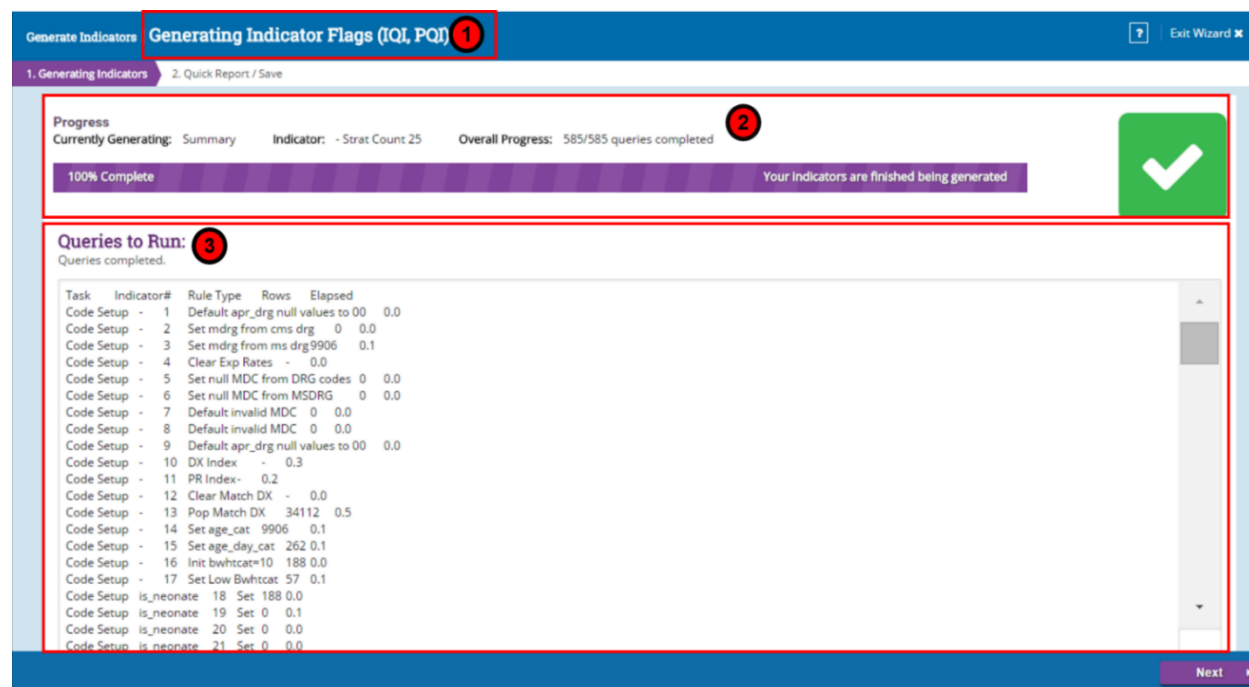 Generate Indicators Generating Indicator Flags (IQI, PQI) 1 ? Exit Wizard ×
1. Generating Indicators 2. Quick Report / Save
Progress
2
Currently Generating: Summary Indicator: - Strat Count 25 Overall Progress: 585/585 queries completed
100% Complete Your indicators are finished being generated
Queries to Run: 3
Queries completed.
Task Indicator# Rule Type Rows Elapsed
Code Setup - 1 Default apr_drg null values to 00 0.0
Code Setup - 2 Set mdrg from cms drg 0 0.0
Code Setup - 3 Set mdrg from ms drg9906 0.1
Code Setup - 4 Clear Exp Rates - 0.0
Code Setup - 5 Set null MDC from DRG codes 0 0.0
Code Setup - 6 Set null MDC from MSDRG 0 0.0
Code Setup - 7 Default invalid MDC 0 0.0
Code Setup - 8 Default invalid MDC 0 0.0
Code Setup - 9 Default apr_drg null values to 00 0.0
Code Setup - 10 DX Index - 0.3
Code Setup - 11 PR Index- 0.2
Code Setup - 12 Clear Match DX - 0.0
Code Setup - 13 Pop Match DX 34112 0.5
Code Setup - 14 Set age_cat 9906 0.1
Code Setup - 15 Set age_day_cat 262 0.1
Code Setup - 16 Init bwhtcat=10 188 0.0
Code Setup - 17 Set Low Bwhtcat 57 0.1
Code Setup is_neonate 18 Set 188 0.0
Code Setup is_neonate 19 Set 0 0.1
Code Setup is_neonate 20 Set 0 0.0
Code Setup is_neonate 21 Set 0 0.0
Next